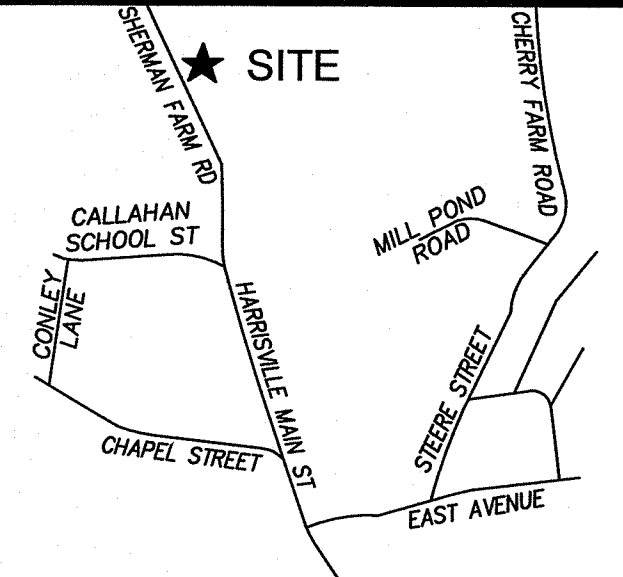 SHERMAN FARM RD
SITE
CHERRY FARM ROAD
CALLAHAN
SCHOOL ST
MILL POND
ROAD
CONLEY
LANE
HARRISVILLE MAIN ST
STEERE STREET
CHAPEL STREET
EAST AVENUE